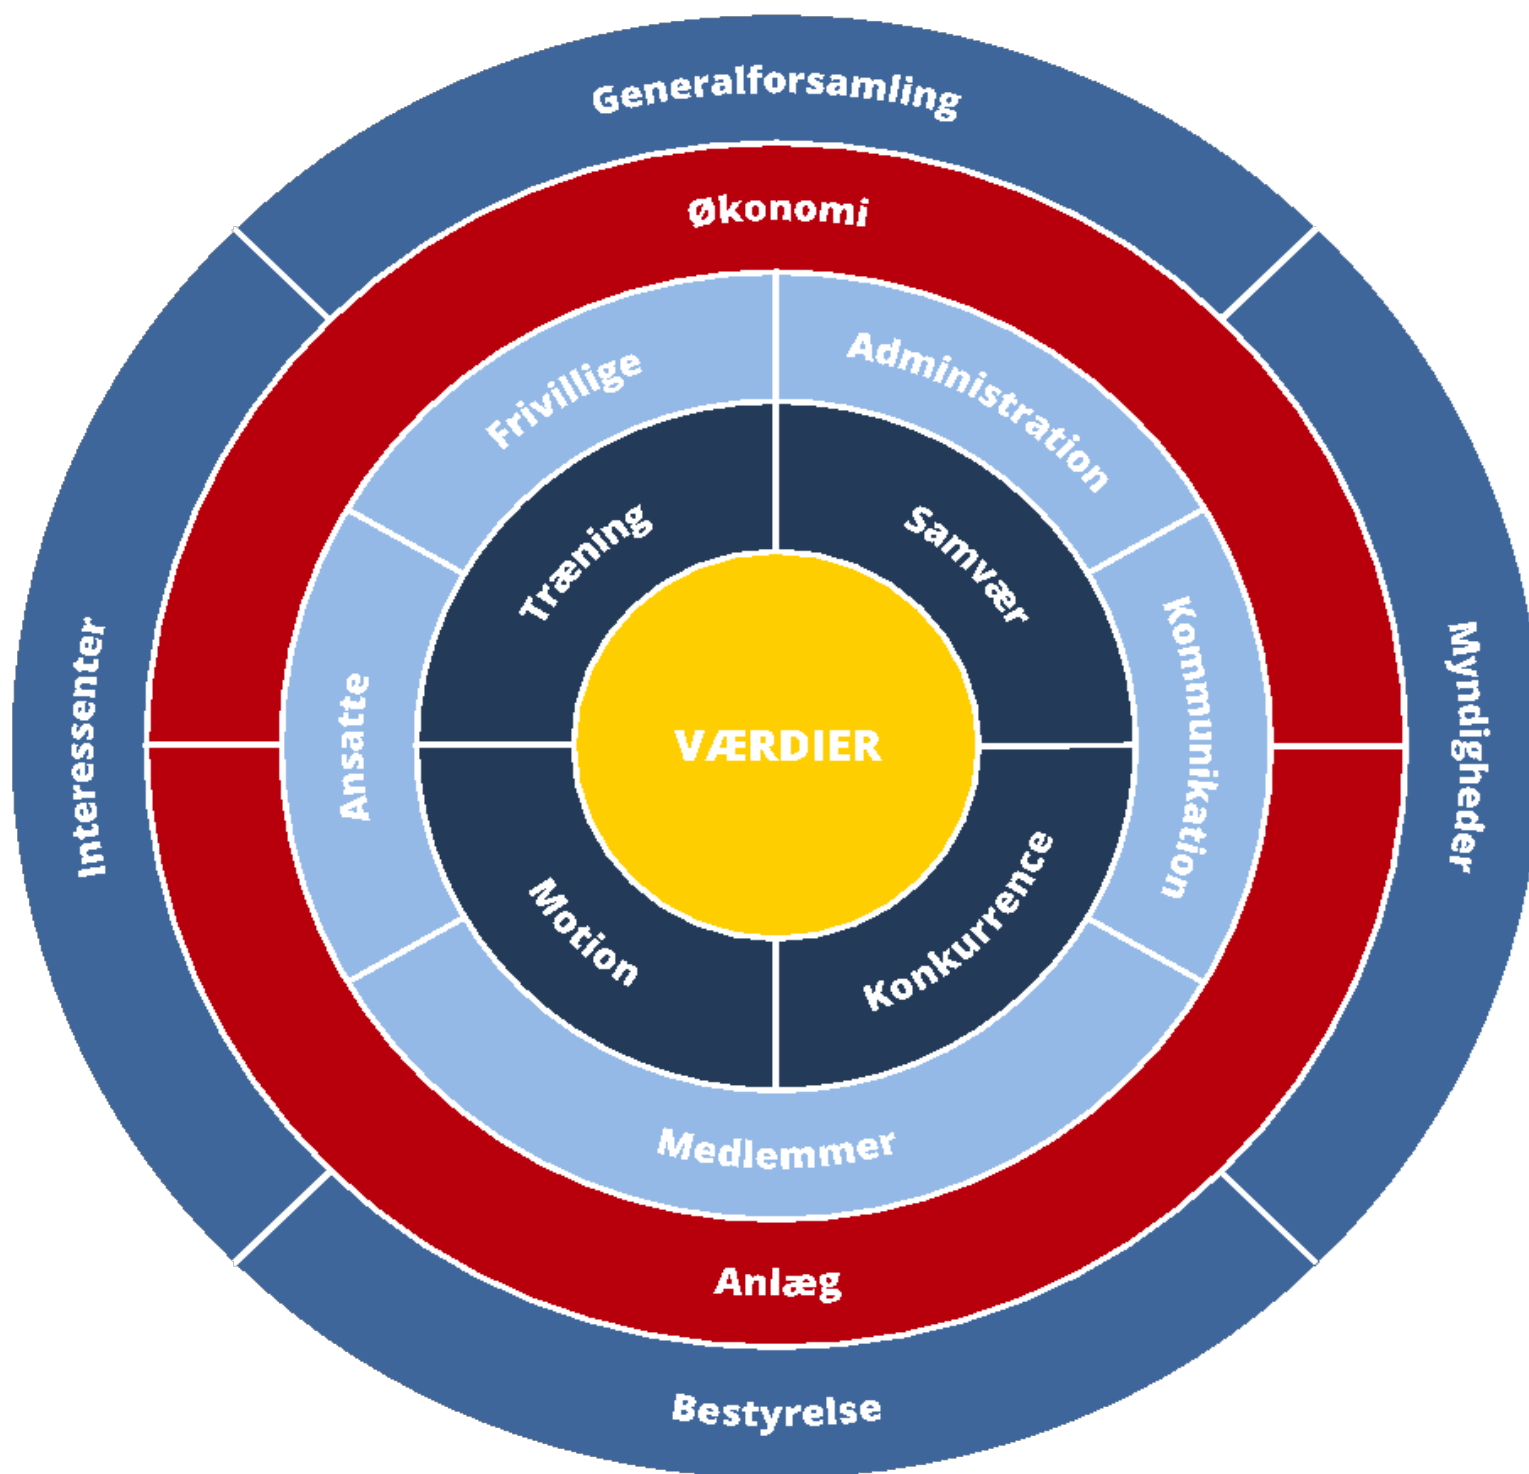 Generalforsamling
Økonomi
Frivillige
Administration
Træning
Samvær
Interessenter
Ansatte
VÆRDIER
Kommunikation
Myndigheder
Motion
Konkurrence
Medlemmer
Anlæg
Bestyrelse